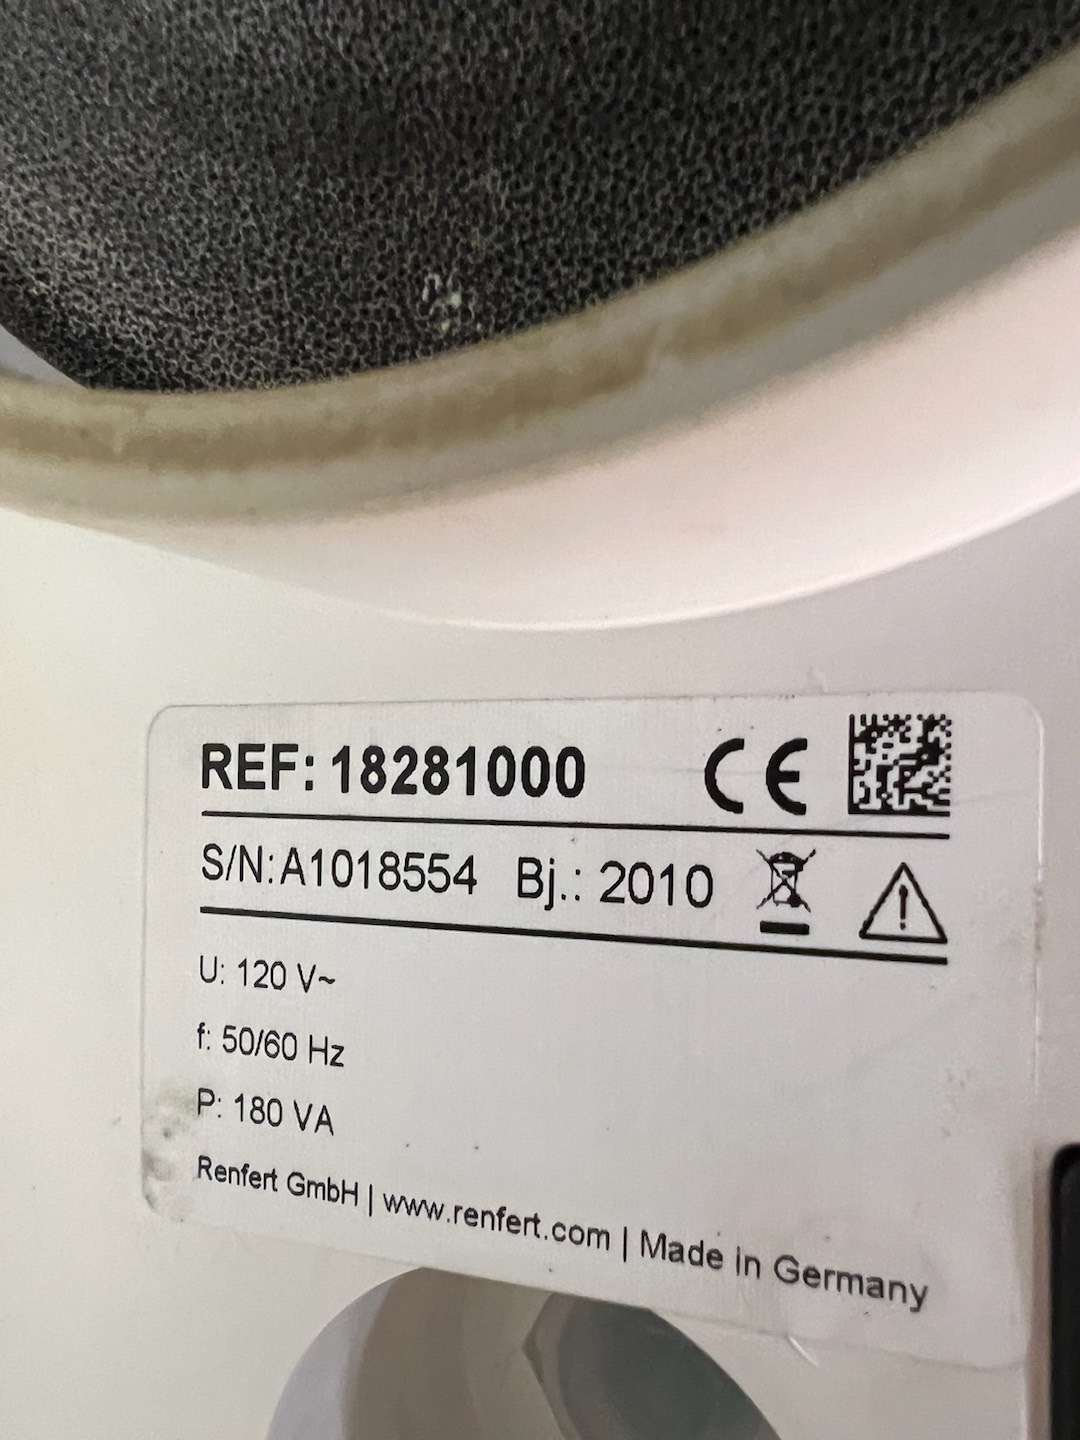 REF: 18281000 CE
S/N: A1018554 Bj.: 2010
U: 120 V~
f: 50/60 Hz
P: 180 VA
Renfert GmbH | www.renfert.com | Made in Germany